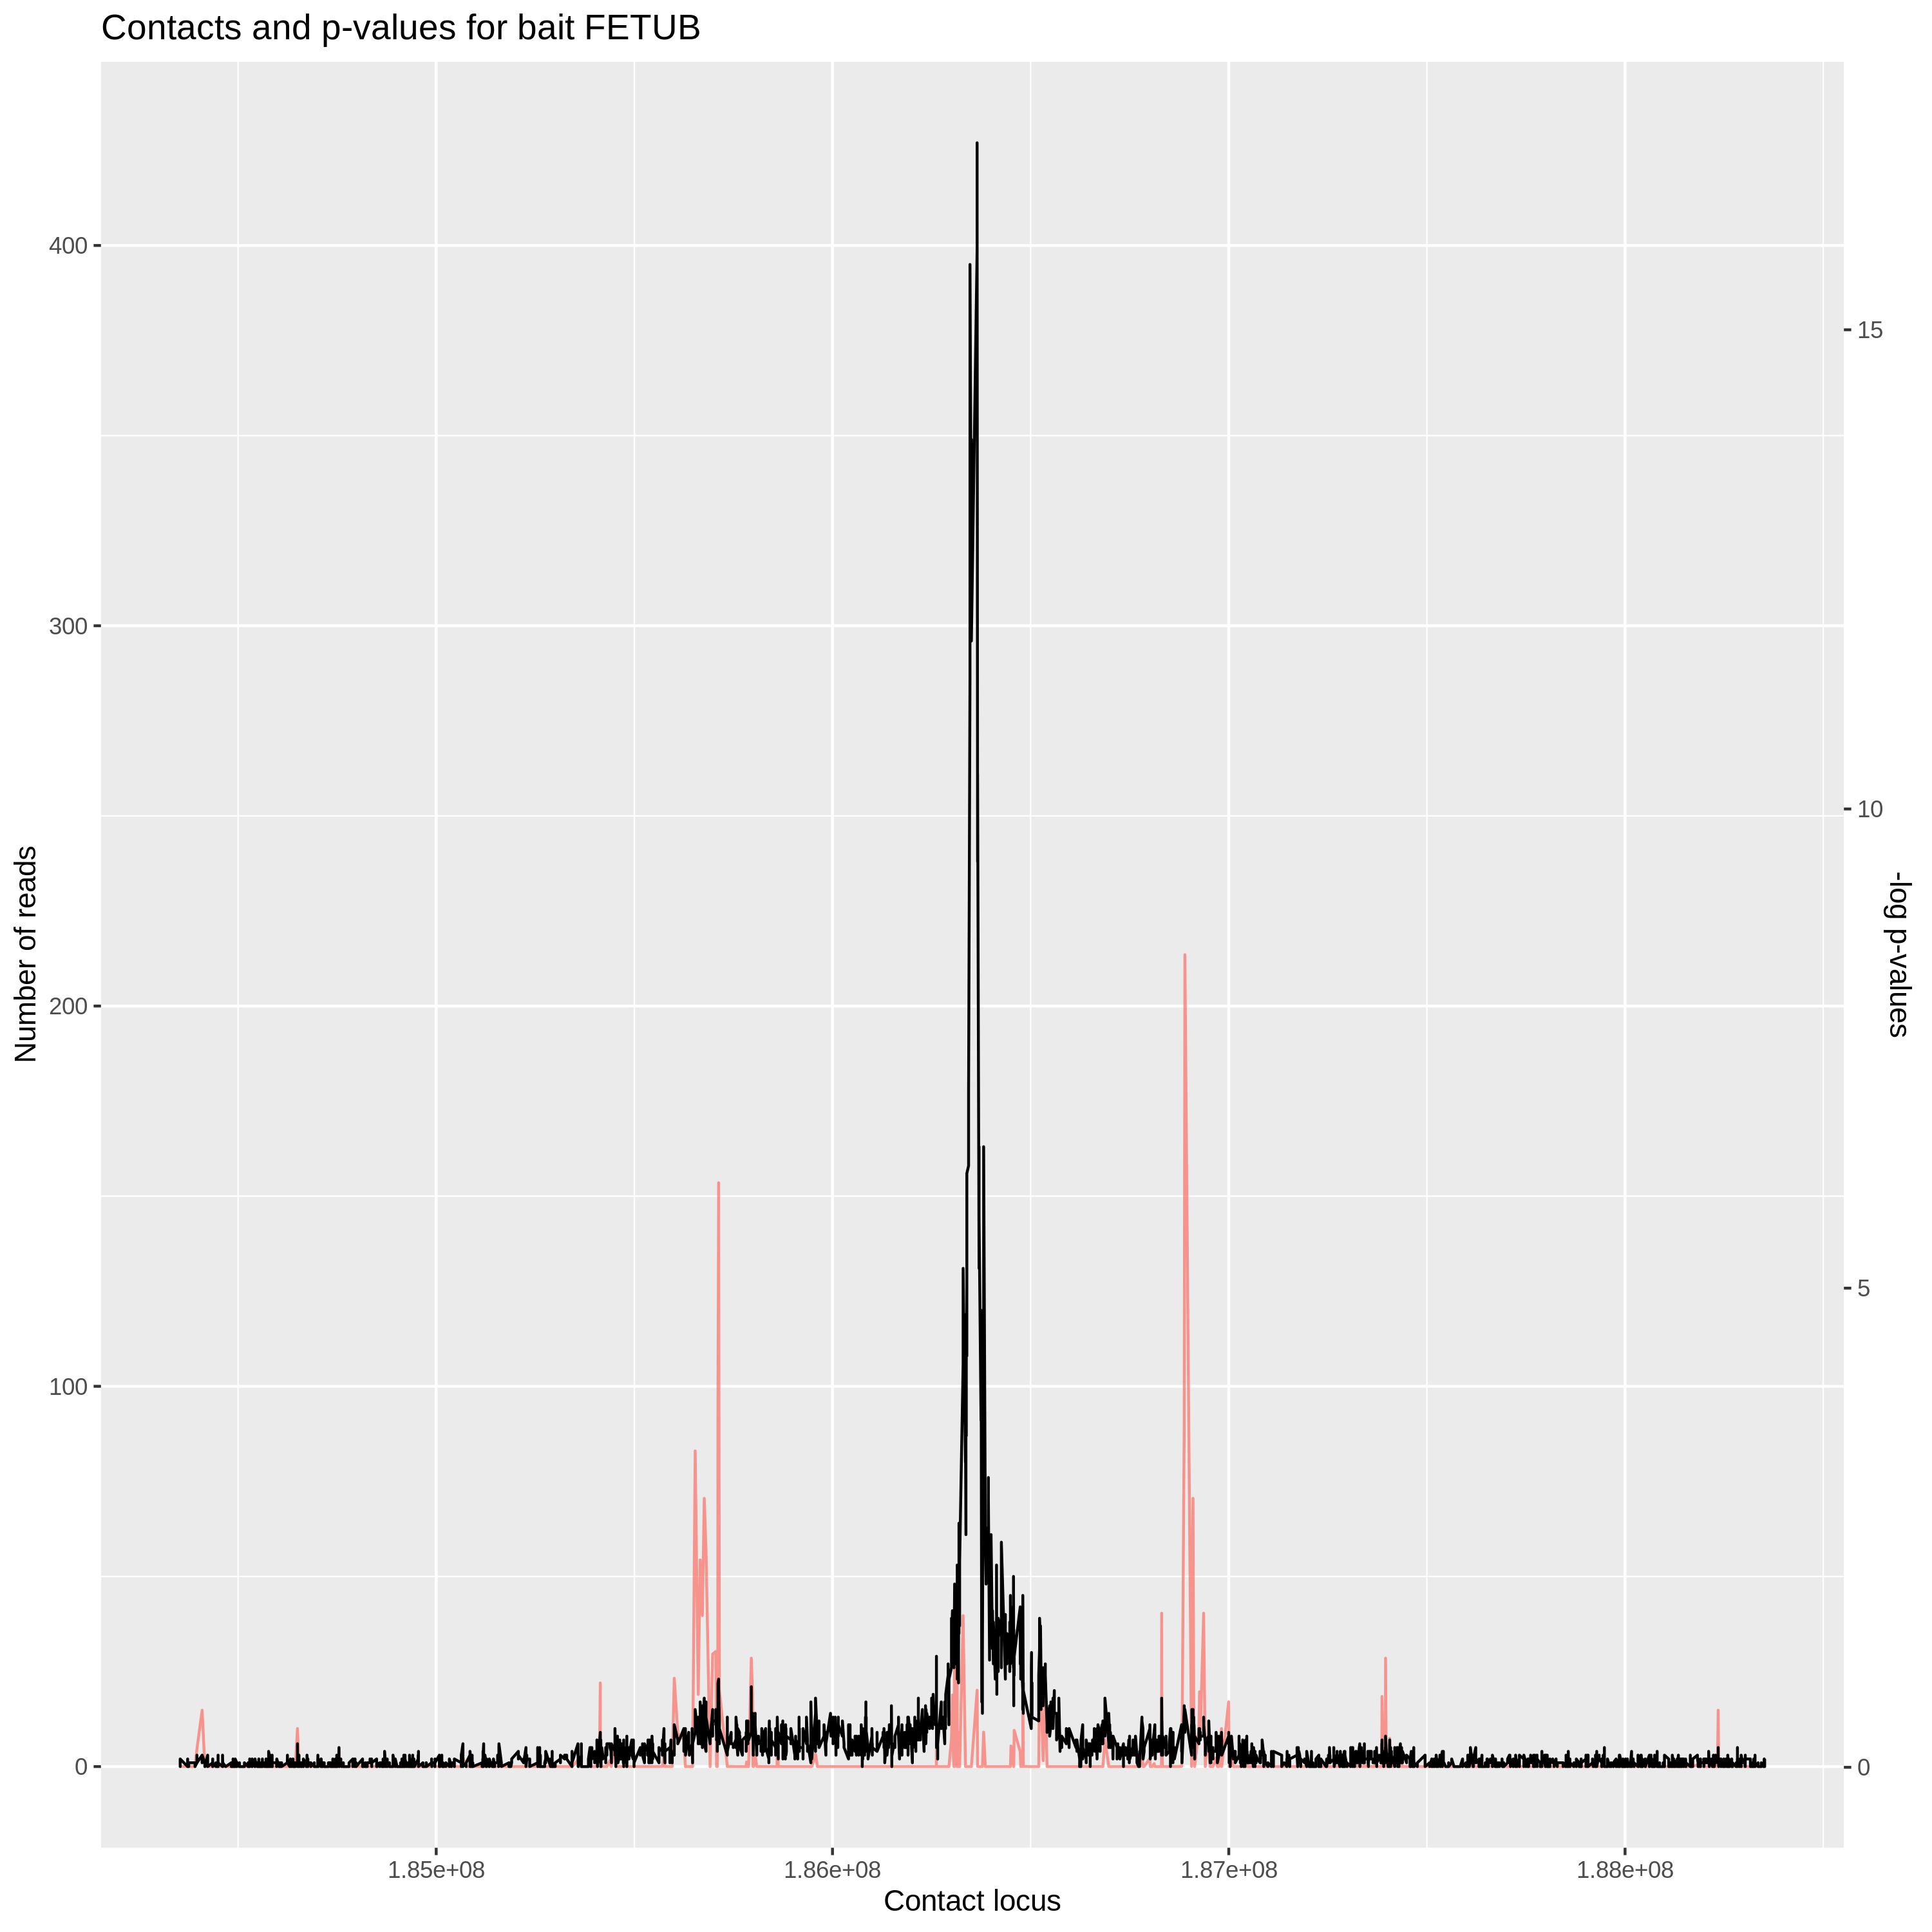 Contacts and p-values for bait FETUB
Number of reads
400
300
200
100
0
15
10
5
0
-log p-values
1.85e+08
1.86e+08
1.87e+08
1.88e+08
Contact locus